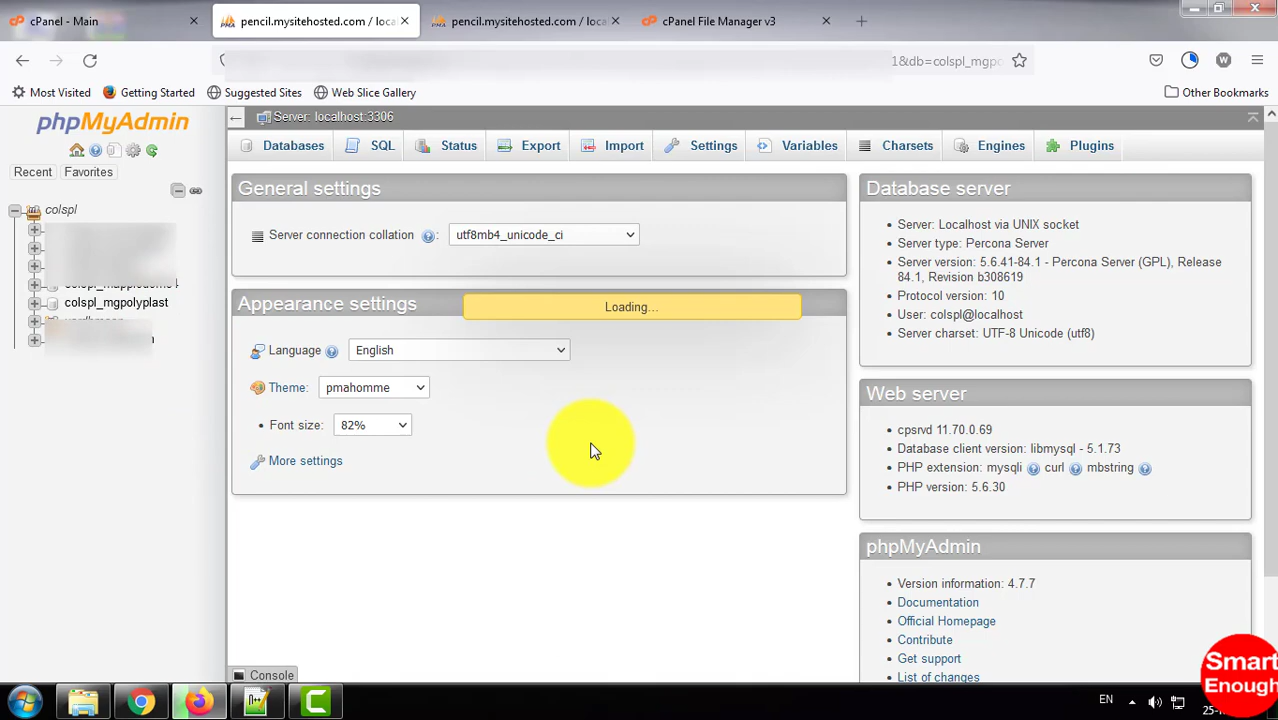 cPanel - Main
pencil.mysitehosted.com / loca
pencil.mysitehosted.com / loca
cPanel File Manager v3
1&db=colspl_mgpo
Most Visited
Getting Started
Suggested Sites
Web Slice Gallery
Other Bookmarks
phpMyAdmin
Recent
Favorites
colspl
colspl_mgpolyplast
Server: localhost:3306
Databases
SQL
Status
Export
Import
Settings
Variables
Charsets
Engines
Plugins
General settings
Server connection collation : utf8mb4_unicode_ci
Appearance settings
Loading...
Language English
Theme: pmahomme
Font size: 82%
More settings
Database server
Server: Localhost via UNIX socket
Server type: Percona Server
Server version: 5.6.41-84.1 - Percona Server (GPL), Release
84.1, Revision b308619
Protocol version: 10
User: colspl@localhost
Server charset: UTF-8 Unicode (utf8)
Web server
cpsrvd 11.70.0.69
Database client version: libmysql - 5.1.73
PHP extension: mysqli curl mbstring
PHP version: 5.6.30
phpMyAdmin
Version information: 4.7.7
Documentation
Official Homepage
Contribute
Get support
List of changes
Console
EN
Smart
Enough